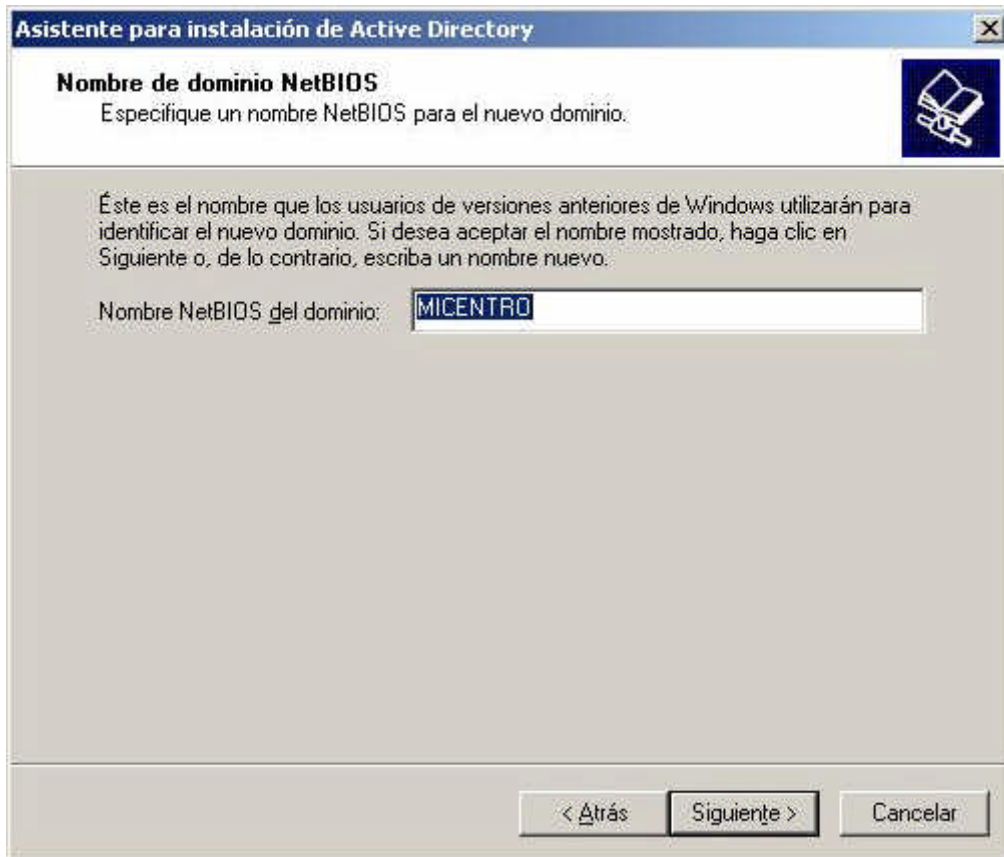 Asistente para instalación de Active Directory
Nombre de dominio NetBIOS
Especifique un nombre NetBIOS para el nuevo dominio.
Éste es el nombre que los usuarios de versiones anteriores de Windows utilizarán para
identificar el nuevo dominio. Si desea aceptar el nombre mostrado, haga clic en
Siguiente o, de lo contrario, escriba un nombre nuevo.
Nombre NetBIOS del dominio: MICENTRO
< Atrás Siguiente > Cancelar